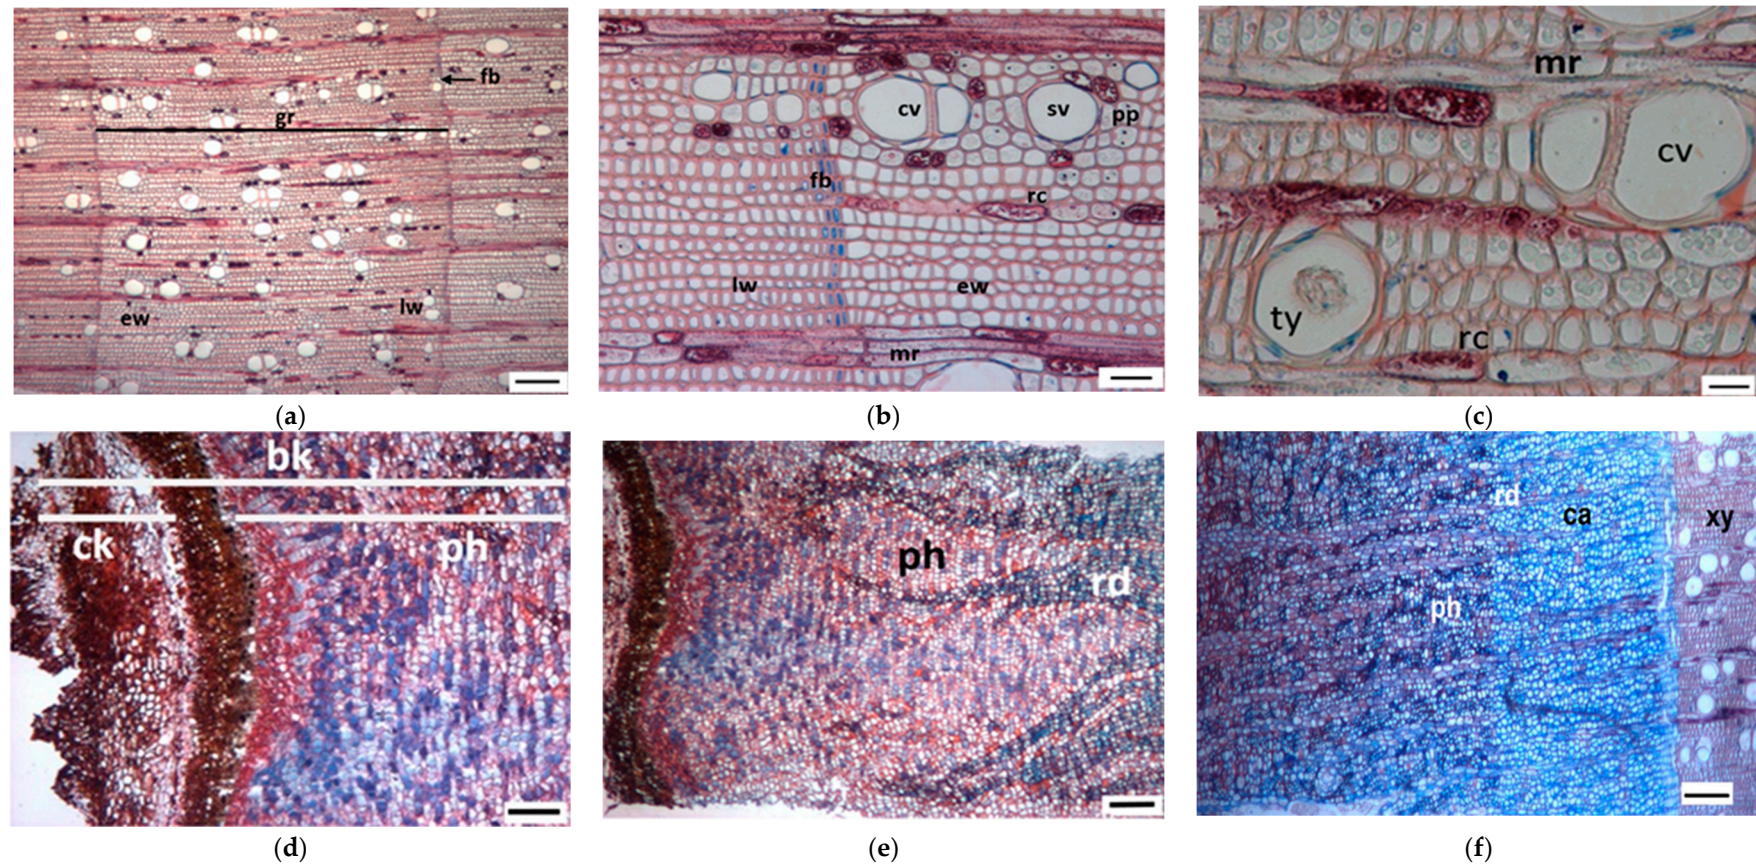 fb
gr
ew
lw
(a)
cv
sv
pp
fb
rc
lw
ew
mr
(b)
mr
cv
ty
rc
(c)
bk
ck
ph
(d)
ph
rd
(e)
rd
ca
xy
ph
(f)